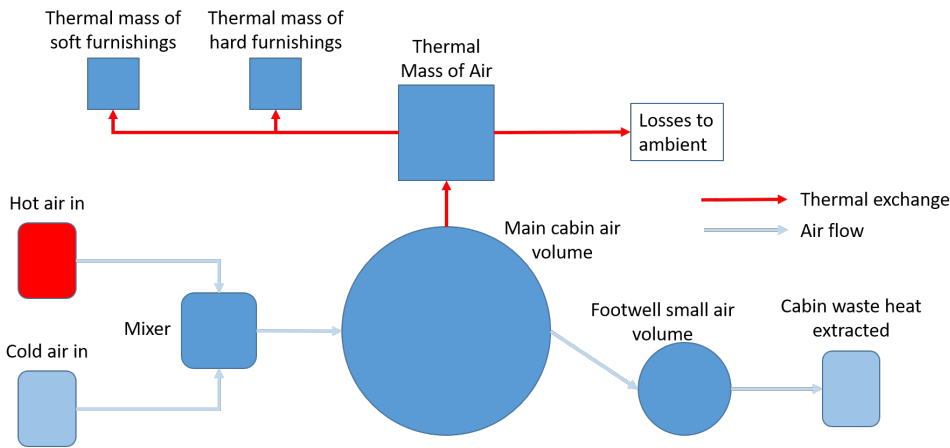 Thermal mass of
soft furnishings
Thermal mass of
hard furnishings
Thermal
Mass of Air
Losses to
ambient
Hot air in
Thermal exchange
Main cabin air
volume
Air flow
Mixer
Footwell small air
volume
Cabin waste heat
extracted
Cold air in